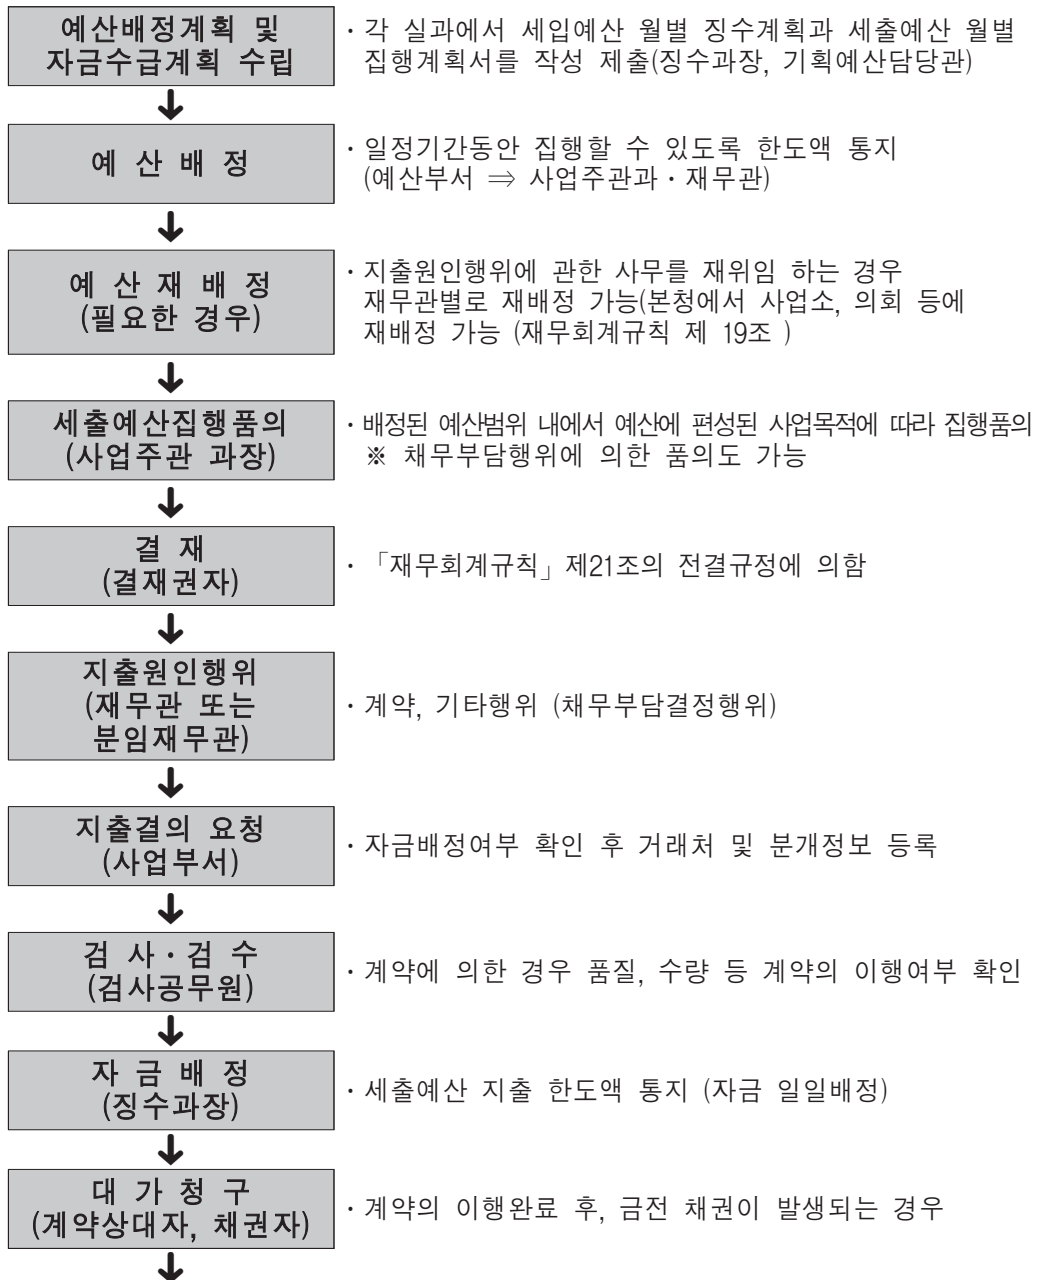 예산배정계획 및
자금수급계획 수립
· 각 실과에서 세입예산 월별 징수계획과 세출예산 월별
집행계획서를 작성 제출(징수과장, 기획예산담당관)
예 산 배 정
· 일정기간동안 집행할 수 있도록 한도액 통지
(예산부서 ⇒ 사업주관과・재무관)
예 산 재 배 정
(필요한 경우)
· 지출원인행위에 관한 사무를 재위임 하는 경우
재무관별로 재배정 가능(본청에서 사업소, 의회 등에
재배정 가능 (재무회계규칙 제 19조 )
세출예산집행품의
(사업주관 과장)
· 배정된 예산범위 내에서 예산에 편성된 사업목적에 따라 집행품의
※ 채무부담행위에 의한 품의도 가능
결 재
(결재권자)
· 「재무회계규칙」제21조의 전결규정에 의함
지출원인행위
(재무관 또는
분임재무관)
· 계약, 기타행위 (채무부담결정행위)
지출결의 요청
(사업부서)
· 자금배정여부 확인 후 거래처 및 분개정보 등록
검 사・검 수
(검사공무원)
· 계약에 의한 경우 품질, 수량 등 계약의 이행여부 확인
자 금 배 정
(징수과장)
· 세출예산 지출 한도액 통지 (자금 일일배정)
대 가 청 구
(계약상대자, 채권자)
· 계약의 이행완료 후, 금전 채권이 발생되는 경우